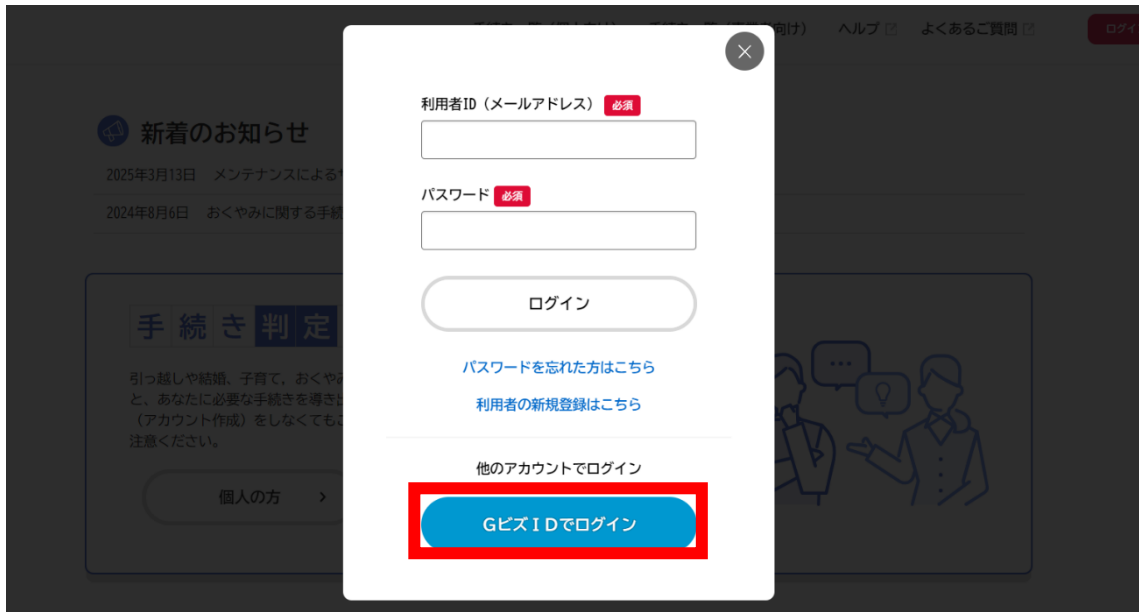 向け）
ヘルプ
よくあるご質問
利用者ID（メールアドレス） 必須
新着のお知らせ
2025年3月13日 メンテナンスによる
パスワード 必須
2024年8月6日 おくやみに関する手続
ログイン
手続き判定
パスワードを忘れた方はこちら
引っ越しや結婚、子育て，おくやみ
と、あなたに必要な手続きを導き出
利用者の新規登録はこちら
（アカウント作成）をしなくても
注意ください。
他のアカウントでログイン
個人の方
GビズIDでログイン